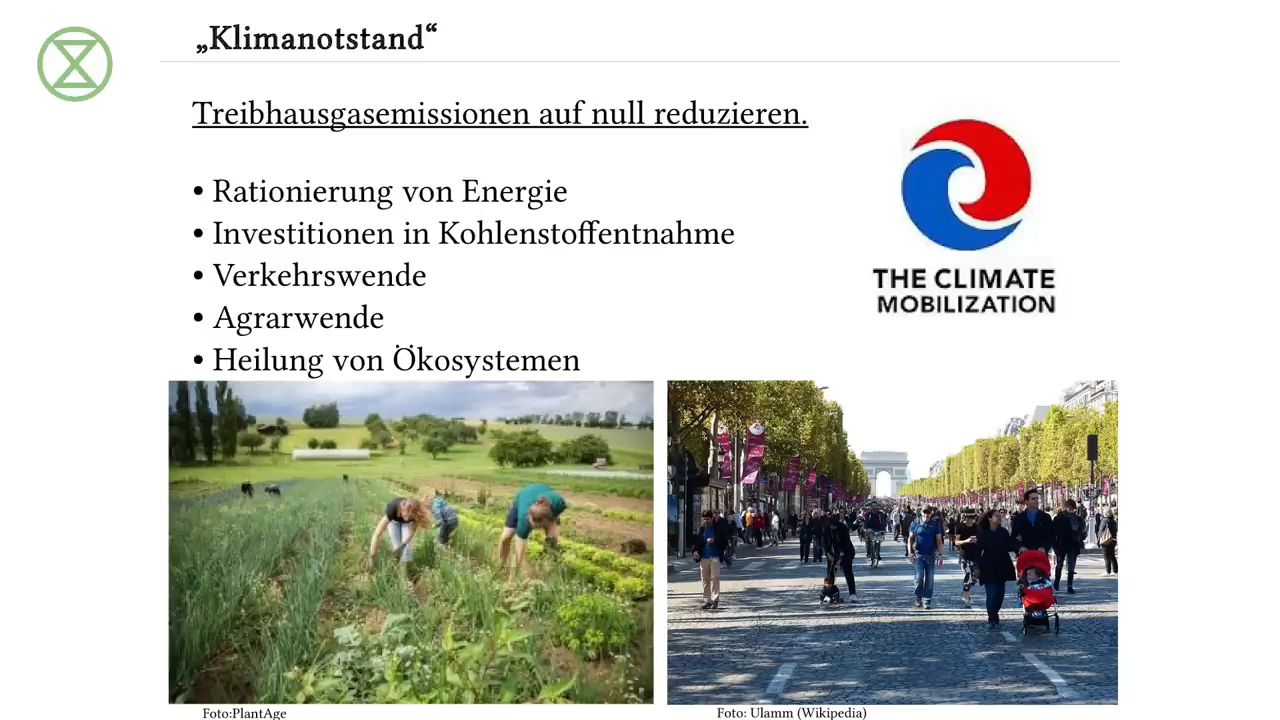 „Klimanotstand“
Treibhausgasemissionen auf null reduzieren.
• Rationierung von Energie
• Investitionen in Kohlenstoffentnahme
• Verkehrswende
• Agrarwende
• Heilung von Ökosystemen
THE CLIMATE
MOBILIZATION
Foto:PlantAge
Foto: Ulamm (Wikipedia)